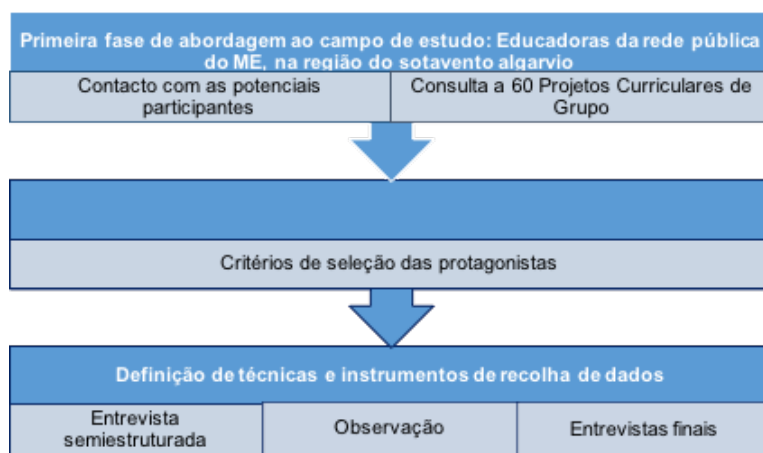 Primeira fase de abordagem ao campo de estudo: Educadoras da rede pública
do ME, na região do sotavento algarvio
Contacto com as potenciais
participantes
Consulta a 60 Projetos Curriculares de
Grupo
Critérios de seleção das protagonistas
Definição de técnicas e instrumentos de recolha de dados
Entrevista
semiestruturada
Observação
Entrevistas finais